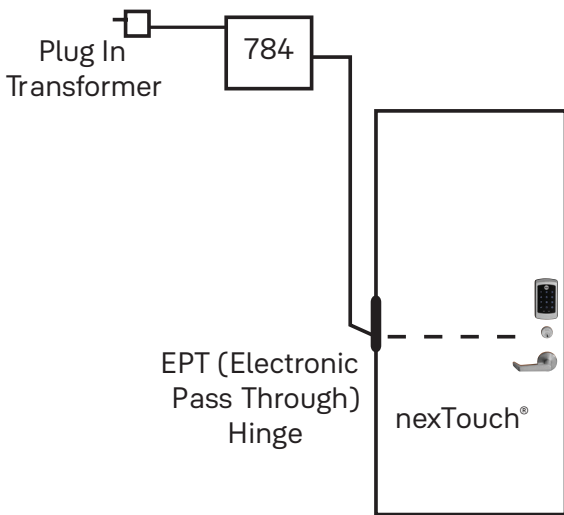 Plug In
Transformer
784
EPT (Electronic
Pass Through)
Hinge
nexTouch®